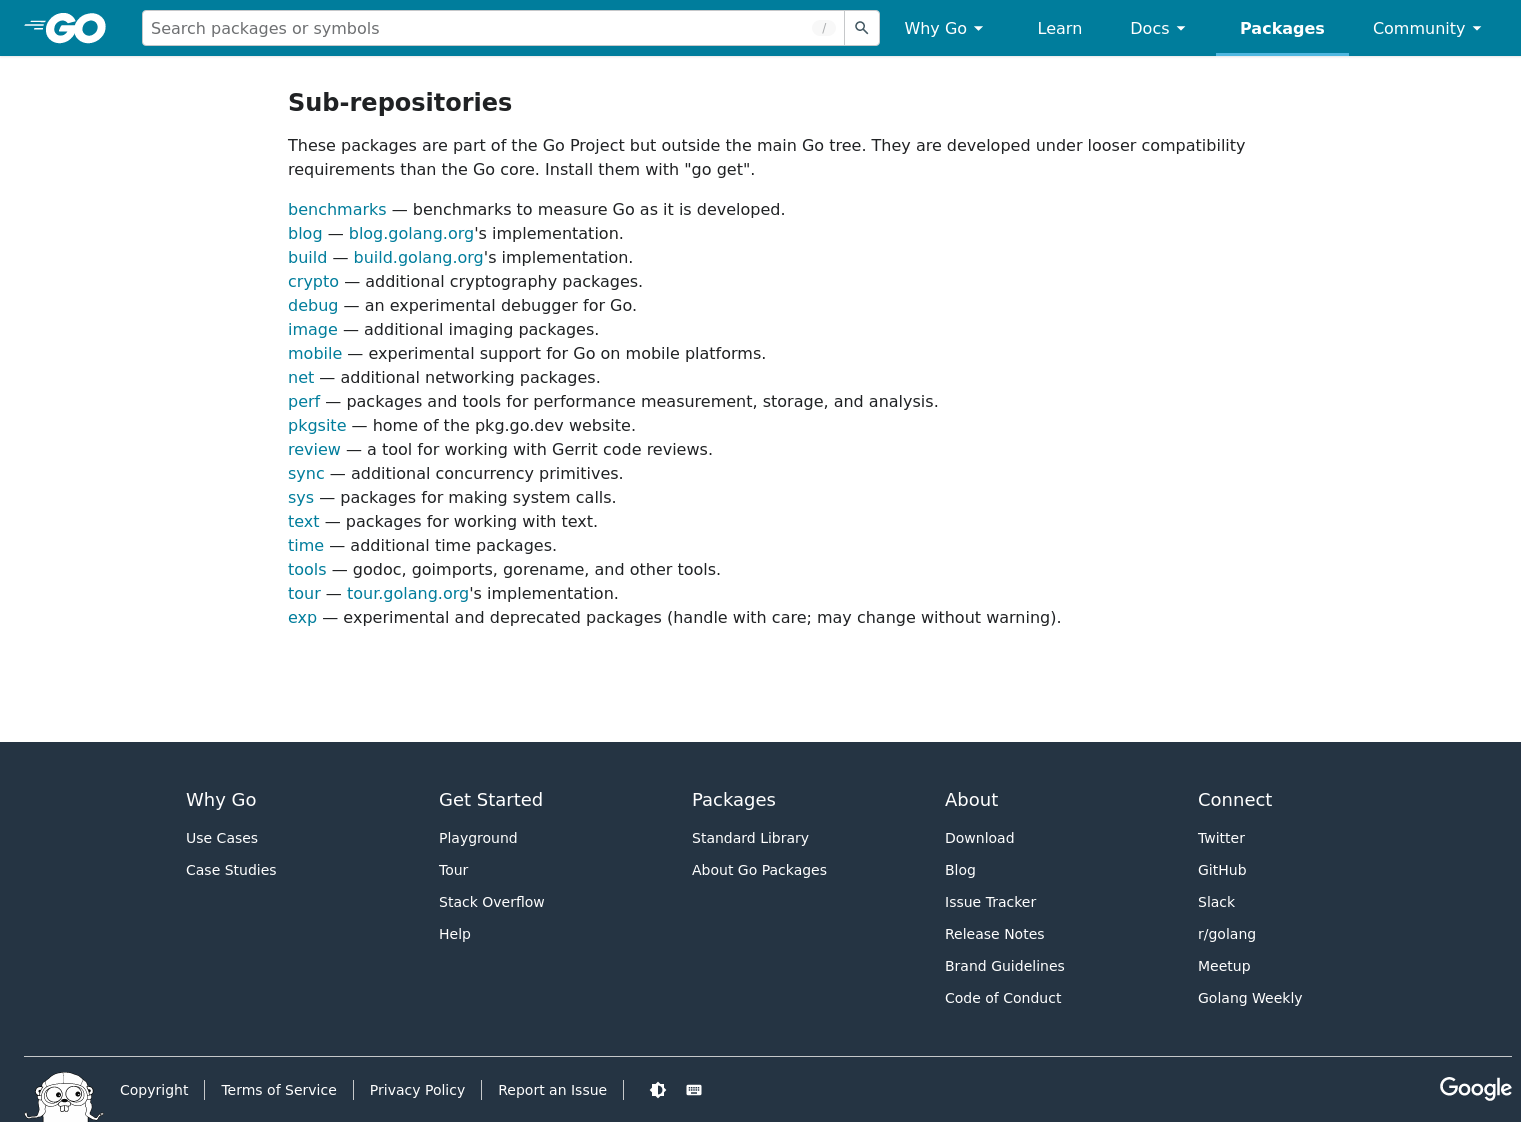 GO
Search packages or symbols
/
Why Go
Learn
Docs
Packages
Community
Sub-repositories
These packages are part of the Go Project but outside the main Go tree. They are developed under looser compatibility
requirements than the Go core. Install them with "go get".
benchmarks — benchmarks to measure Go as it is developed.
blog — blog.golang.org's implementation.
build — build.golang.org's implementation.
crypto — additional cryptography packages.
debug — an experimental debugger for Go.
image — additional imaging packages.
mobile — experimental support for Go on mobile platforms.
net — additional networking packages.
perf — packages and tools for performance measurement, storage, and analysis.
pkgsite — home of the pkg.go.dev website.
review — a tool for working with Gerrit code reviews.
sync — additional concurrency primitives.
sys — packages for making system calls.
text — packages for working with text.
time — additional time packages.
tools — godoc, goimports, gorename, and other tools.
tour — tour.golang.org's implementation.
exp — experimental and deprecated packages (handle with care; may change without warning).
Why Go
Use Cases
Case Studies
Get Started
Playground
Tour
Stack Overflow
Help
Packages
Standard Library
About Go Packages
About
Download
Blog
Issue Tracker
Release Notes
Brand Guidelines
Code of Conduct
Connect
Twitter
GitHub
Slack
r/golang
Meetup
Golang Weekly
Copyright
Terms of Service
Privacy Policy
Report an Issue
Google